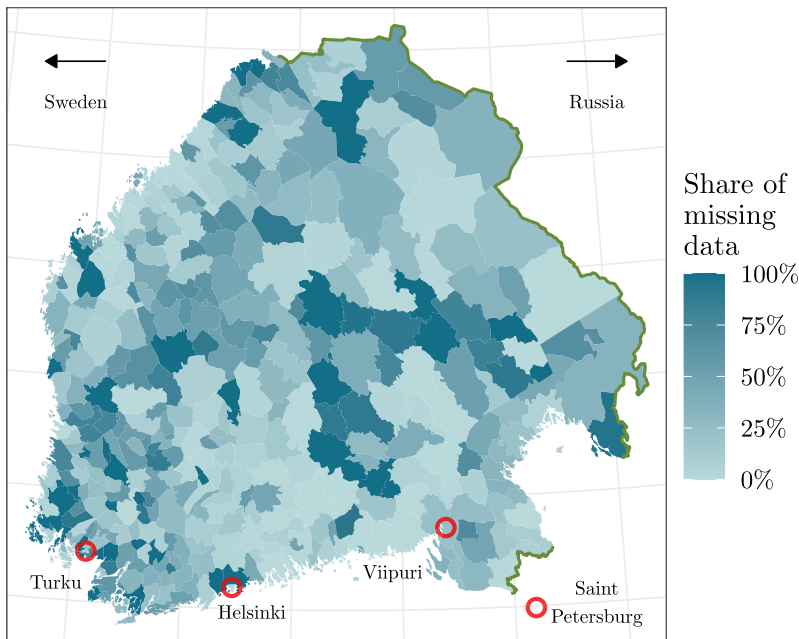 Sweden
Russia
Share of
missing
data
100%
75%
50%
25%
0%
Turku
Helsinki
Viipuri
Saint
Petersburg